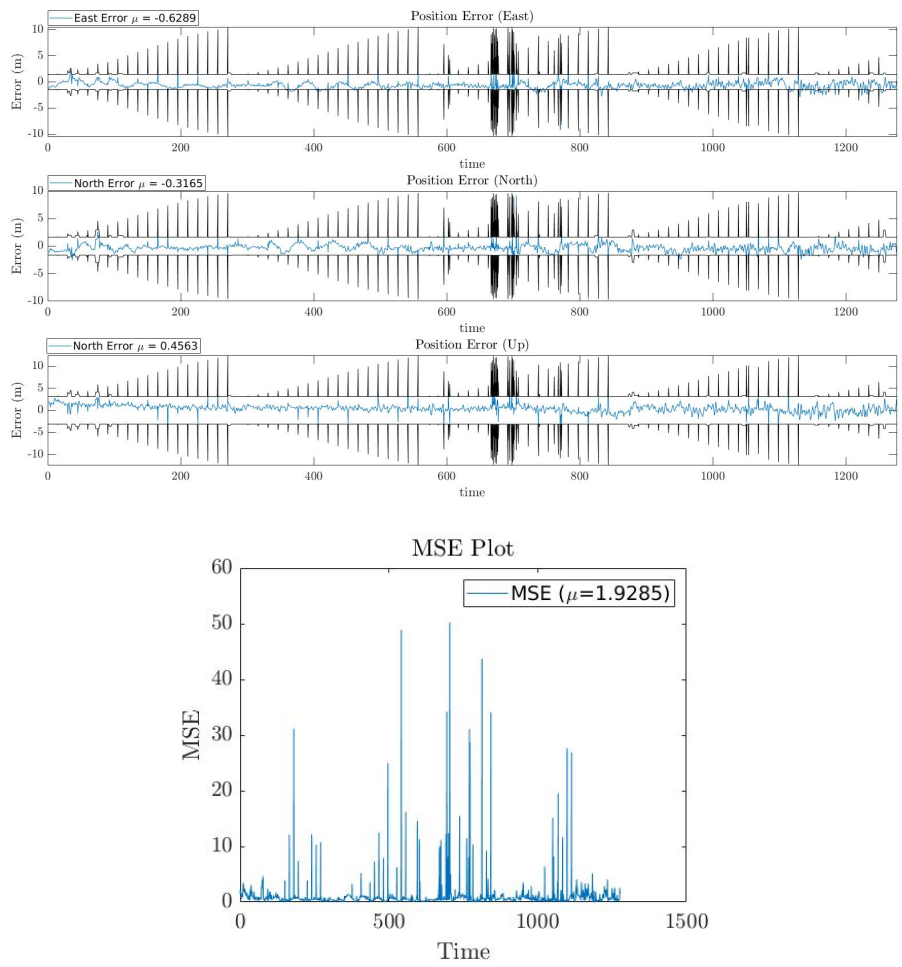 Position Error (East)
East Error μ = -0.6289
Error (m)
10
5
0
-5
-10
0 200 400 600 800 1000 1200
time
Position Error (North)
North Error μ = -0.3165
Error (m)
10
5
0
-5
-10
0 200 400 600 800 1000 1200
time
Position Error (Up)
North Error μ = 0.4563
Error (m)
10
5
0
-5
-10
0 200 400 600 800 1000 1200
time
MSE Plot
MSE (μ=1.9285)
MSE
60
50
40
30
20
10
0
0 500 1000 1500
Time